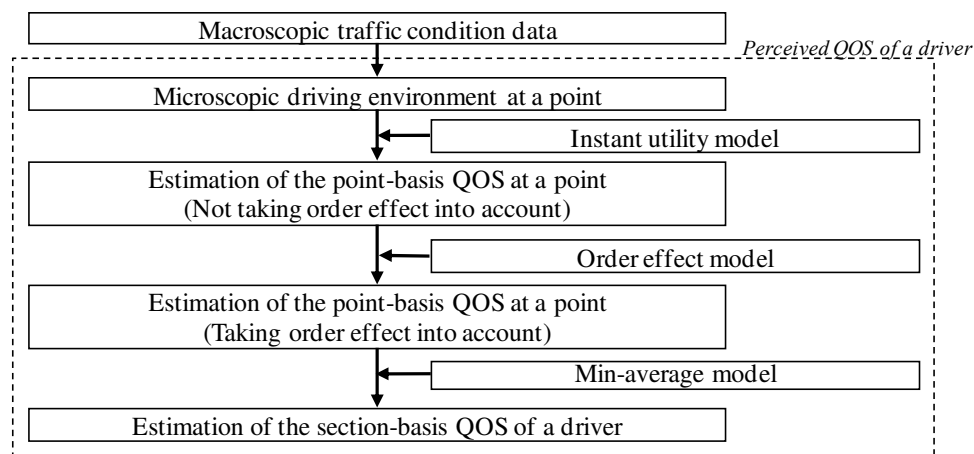 Macroscopic traffic condition data
Perceived QOS of a driver
Microscopic driving environment at a point
Instant utility model
Estimation of the point-basis QOS at a point
(Not taking order effect into account)
Order effect model
Estimation of the point-basis QOS at a point
(Taking order effect into account)
Min-average model
Estimation of the section-basis QOS of a driver